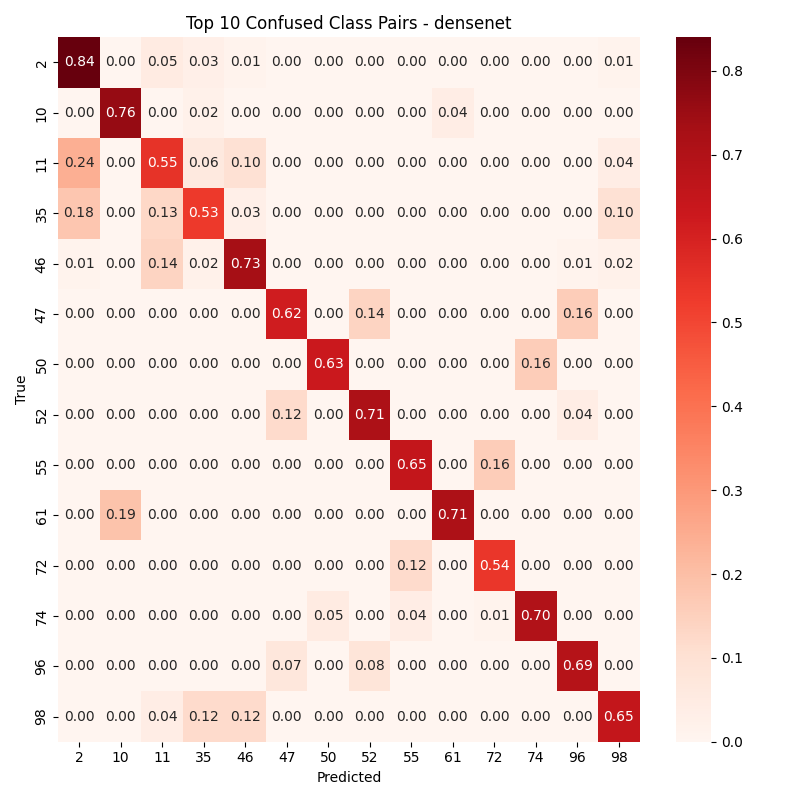 Top 10 Confused Class Pairs - densenet
2 0.84 0.00 0.05 0.03 0.01 0.00 0.00 0.00 0.00 0.00 0.00 0.00 0.00 0.01
10 0.00 0.76 0.00 0.02 0.00 0.00 0.00 0.00 0.00 0.04 0.00 0.00 0.00 0.00
11 0.24 0.00 0.55 0.06 0.10 0.00 0.00 0.00 0.00 0.00 0.00 0.00 0.00 0.04
35 0.18 0.00 0.13 0.53 0.03 0.00 0.00 0.00 0.00 0.00 0.00 0.00 0.00 0.10
46 0.01 0.00 0.14 0.02 0.73 0.00 0.00 0.00 0.00 0.00 0.00 0.00 0.01 0.02
47 0.00 0.00 0.00 0.00 0.00 0.62 0.00 0.14 0.00 0.00 0.00 0.00 0.16 0.00
50 0.00 0.00 0.00 0.00 0.00 0.00 0.63 0.00 0.00 0.00 0.00 0.16 0.00 0.00
52 0.00 0.00 0.00 0.00 0.00 0.12 0.00 0.71 0.00 0.00 0.00 0.00 0.04 0.00
55 0.00 0.00 0.00 0.00 0.00 0.00 0.00 0.00 0.65 0.00 0.16 0.00 0.00 0.00
61 0.00 0.19 0.00 0.00 0.00 0.00 0.00 0.00 0.00 0.71 0.00 0.00 0.00 0.00
72 0.00 0.00 0.00 0.00 0.00 0.00 0.00 0.00 0.12 0.00 0.54 0.00 0.00 0.00
74 0.00 0.00 0.00 0.00 0.00 0.00 0.05 0.00 0.04 0.00 0.01 0.70 0.00 0.00
96 0.00 0.00 0.00 0.00 0.00 0.07 0.00 0.08 0.00 0.00 0.00 0.00 0.69 0.00
98 0.00 0.00 0.04 0.12 0.12 0.00 0.00 0.00 0.00 0.00 0.00 0.00 0.00 0.65
2 10 11 35 46 47 50 52 55 61 72 74 96 98
Predicted
True
0.8
0.7
0.6
0.5
0.4
0.3
0.2
0.1
0.0